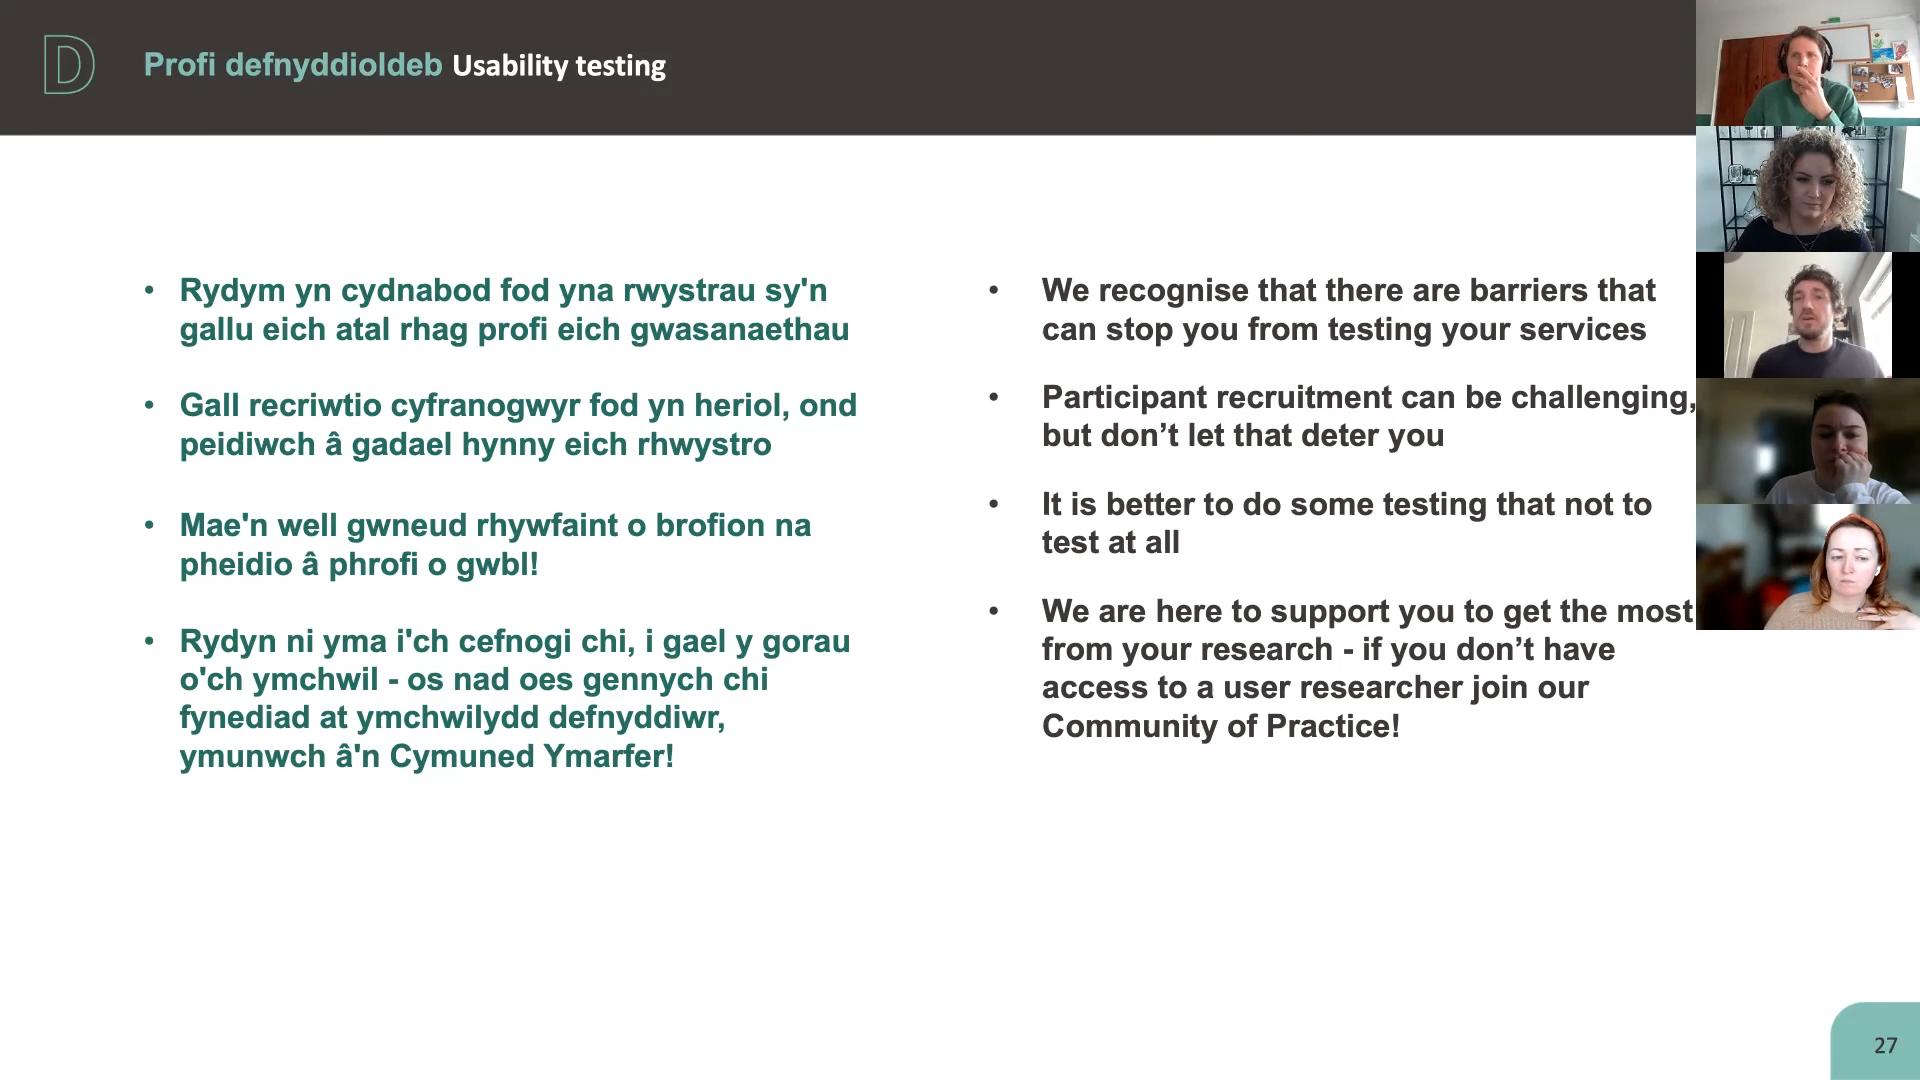 D
Profi defnyddioldeb Usability testing
• Rydym yn cydnabod fod yna rwystrau sy'n
gallu eich atal rhag profi eich gwasanaethau
• Gall recriwtio cyfranogwyr fod yn heriol, ond
peidiwch â gadael hynny eich rhwystro
• Mae'n well gwneud rhywfaint o brofion na
pheidio â phrofi o gwbl!
• Rydyn ni yma i'ch cefnogi chi, i gael y gorau
o'ch ymchwil - os nad oes gennych chi
fynediad at ymchwilydd defnyddiwr,
ymunwch â'n Cymuned Ymarfer!
• We recognise that there are barriers that
can stop you from testing your services
• Participant recruitment can be challenging,
but don’t let that deter you
• It is better to do some testing that not to
test at all
• We are here to support you to get the most
from your research - if you don’t have
access to a user researcher join our
Community of Practice!
27